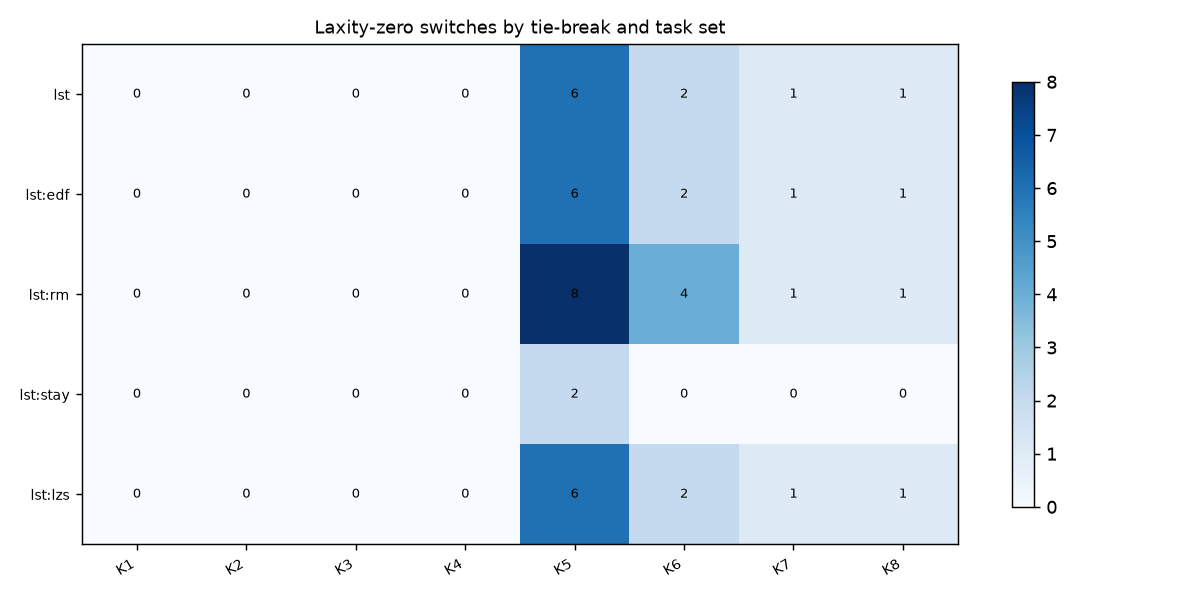 Laxity-zero switches by tie-break and task set
lst 0 0 0 0 6 2 1 1
lst:edf 0 0 0 0 6 2 1 1
lst:rm 0 0 0 0 8 4 1 1
lst:stay 0 0 0 0 2 0 0 0
lst:lzs 0 0 0 0 6 2 1 1
K1 K2 K3 K4 K5 K6 K7 K8
8
7
6
5
4
3
2
1
0